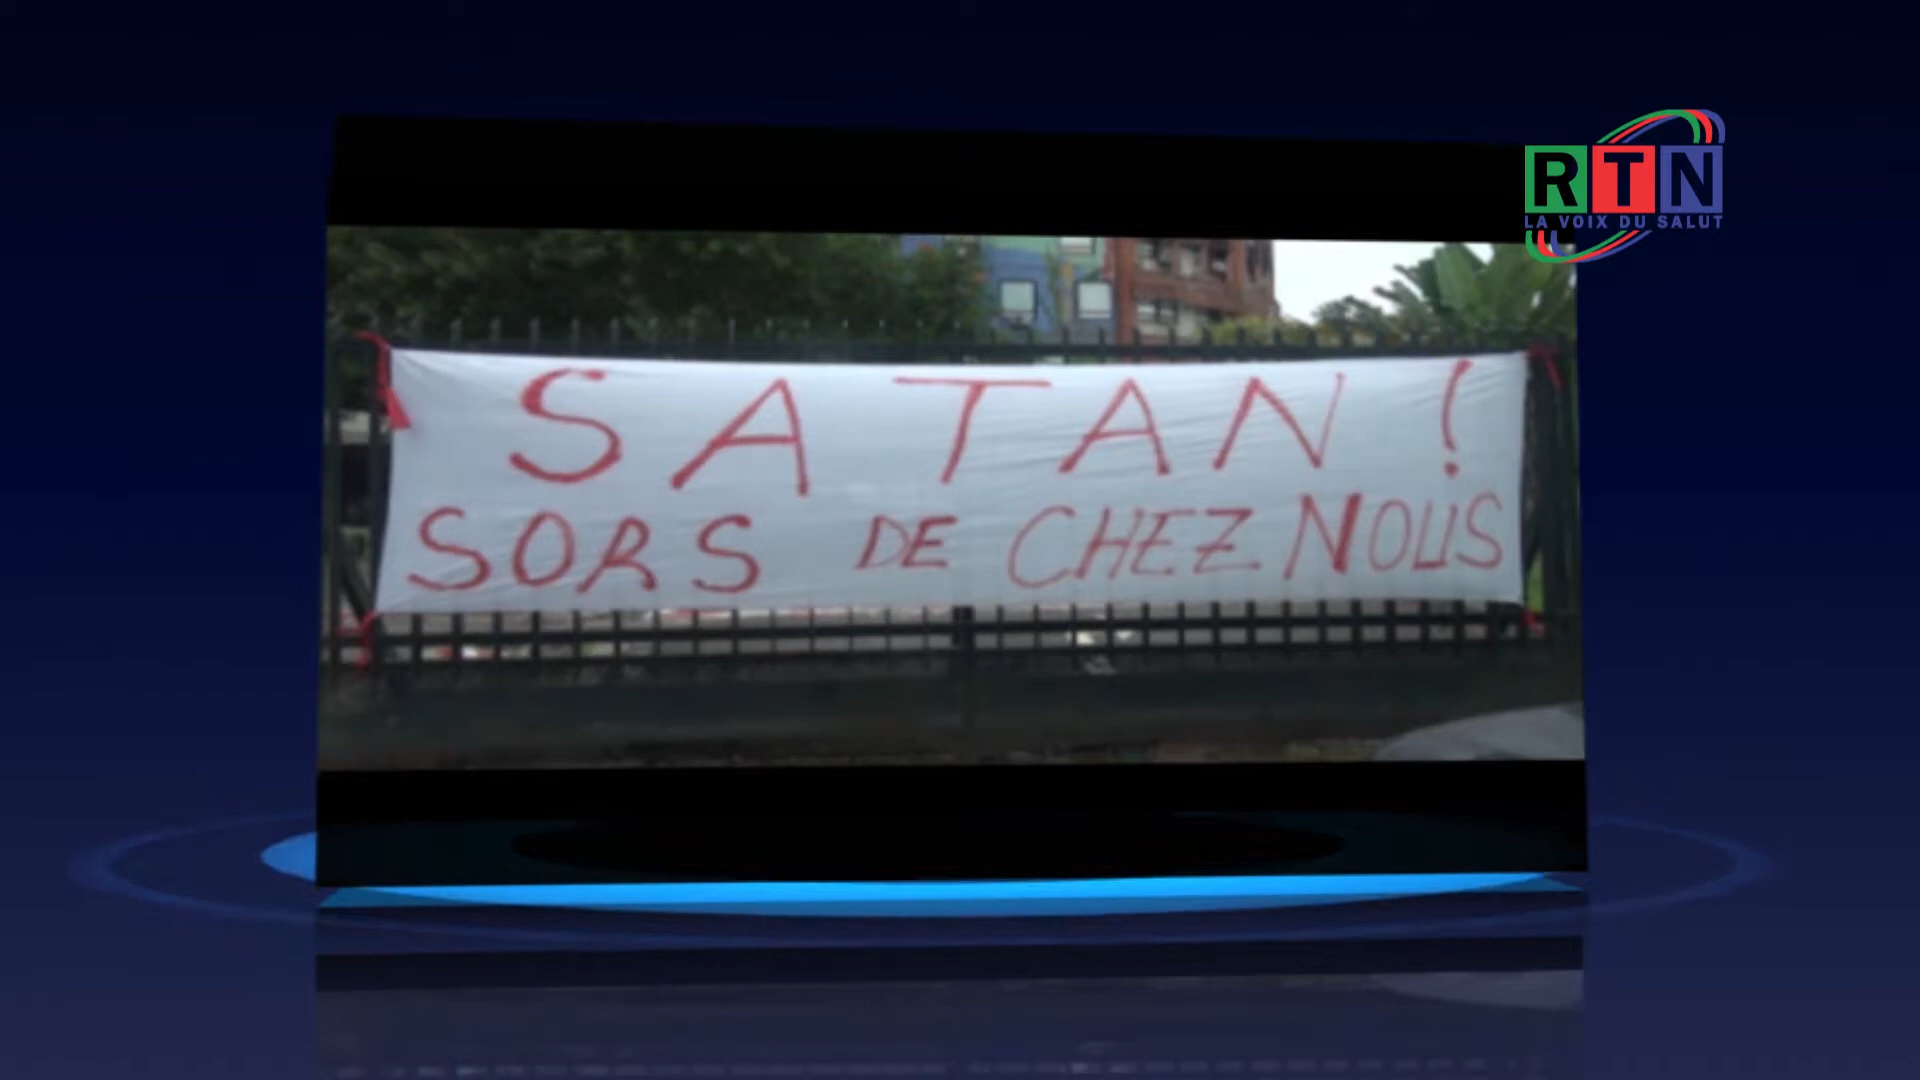 RTN
LA VOIX DU SALUT
SATAN !
SORS DE CHEZ NOUS